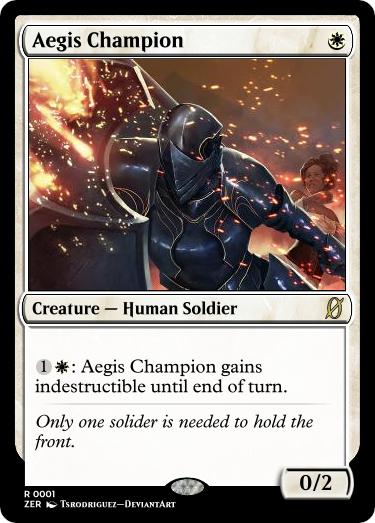 Aegis Champion
Creature — Human Soldier
1 : Aegis Champion gains
indestructible until end of turn.
Only one solider is needed to hold the
front.
0/2
R 0001
ZER Tsrodriguez—DeviantArt